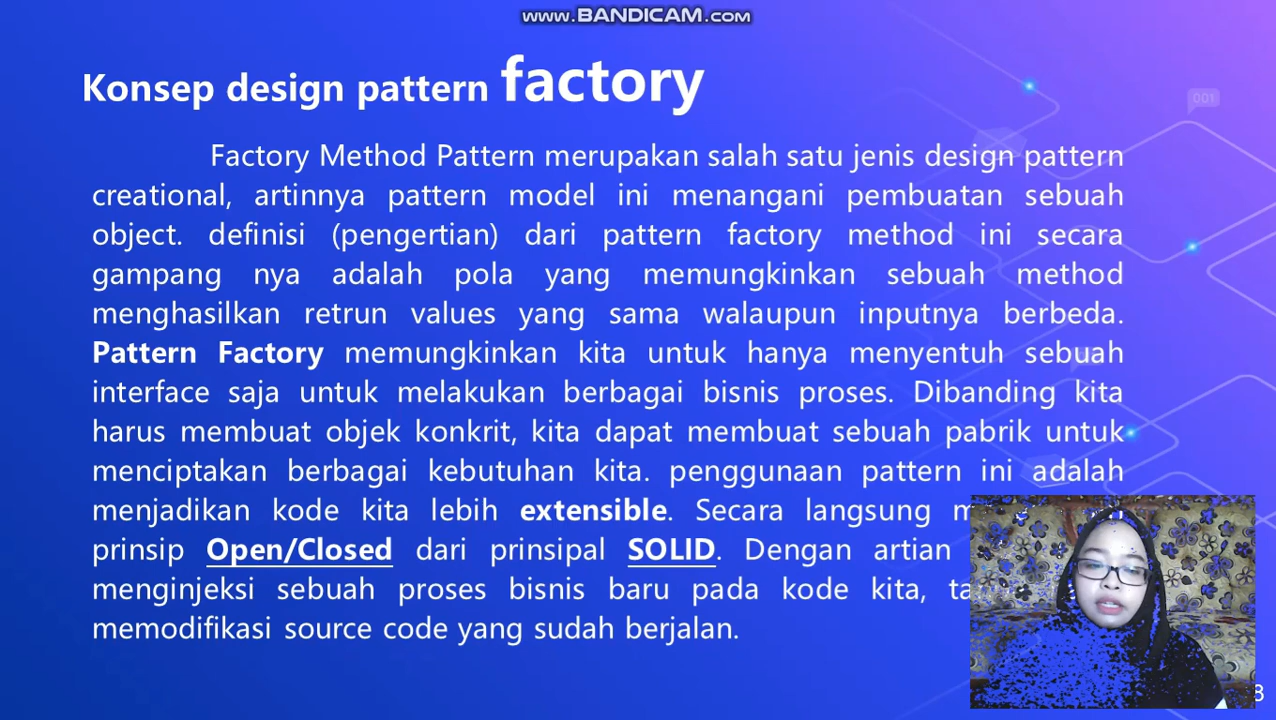 www.BANDICAM.com
Konsep design pattern factory
001
Factory Method Pattern merupakan salah satu jenis design pattern
creational, artinnya pattern model ini menangani pembuatan sebuah
object. definisi (pengertian) dari pattern factory method ini secara
gampang nya adalah pola yang memungkinkan sebuah method
menghasilkan retrun values yang sama walaupun inputnya berbeda.
Pattern Factory memungkinkan kita untuk hanya menyentuh sebuah
interface saja untuk melakukan berbagai bisnis proses. Dibanding kita
harus membuat objek konkrit, kita dapat membuat sebuah pabrik untuk
menciptakan berbagai kebutuhan kita. penggunaan pattern ini adalah
menjadikan kode kita lebih extensible. Secara langsung
prinsip Open/Closed dari prinsipal SOLID. Dengan artian
menginjeksi sebuah proses bisnis baru pada kode kita,
memodifikasi source code yang sudah berjalan.